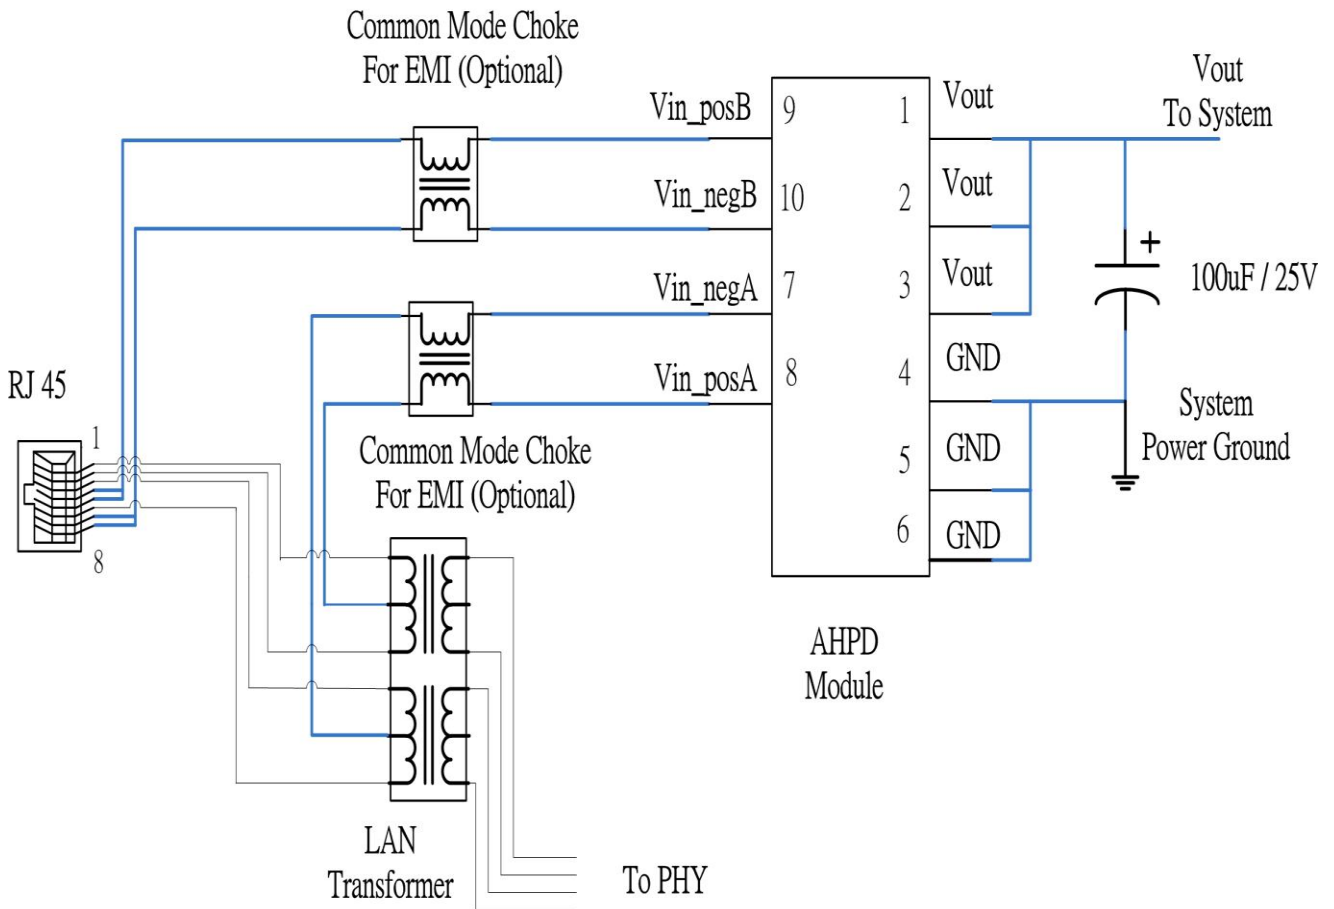 Common Mode Choke
For EMI (Optional)
Vin_posB
9
1
Vout
Vout
To System
Vin_negB
10
2
Vout
Vin_negA
7
3
Vout
+
100uF / 25V
Vin_posA
8
4
GND
RJ 45
1
8
Common Mode Choke
For EMI (Optional)
5
GND
System
Power Ground
6
GND
AHPD
Module
LAN
Transformer
To PHY